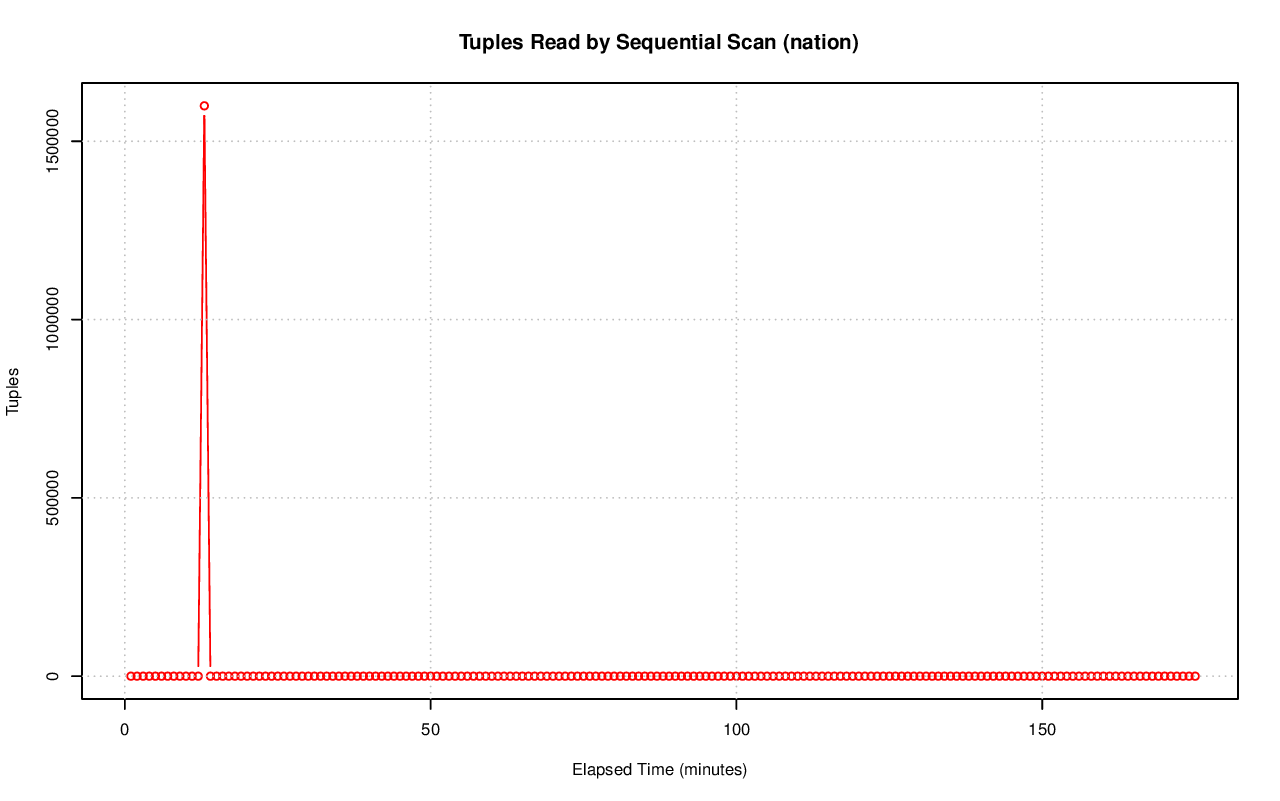 Tuples Read by Sequential Scan (nation)
Tuples
1500000
1000000
500000
0
0 50 100 150
Elapsed Time (minutes)